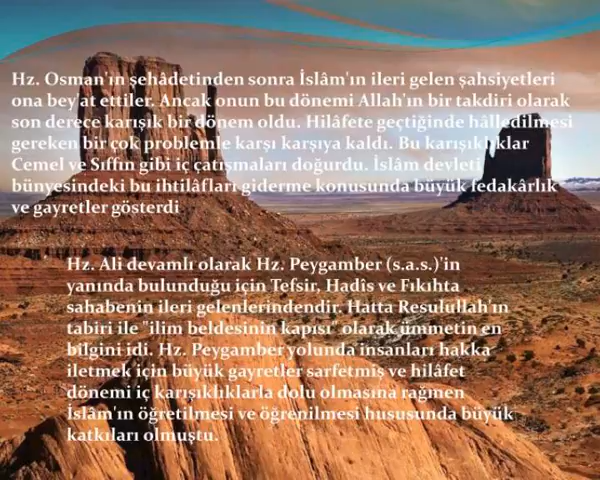 Hz. Osman'ın şehâdetinden sonra İslâm'ın ileri gelen şahsiyetleri
ona bey'at ettiler. Ancak onun bu dönemi Allah'ın bir takdiri olarak
son derece karışık bir dönem oldu. Hilâfete geçtiğinde hâlledilmesi
gereken bir çok problemle karşı karşıya kaldı. Bu karışıklıklar
Cemel ve Sıffın gibi iç çatışmaları doğurdu. İslâm devleti
bünyesindeki bu ihtilâfları giderme konusunda büyük fedakârlık
ve gayretler gösterdi
Hz. Ali devamlı olarak Hz. Peygamber (s.a.s.)'in
yanında bulunduğu için Tefsir, Hadîs ve Fıkıhta
sahabenin ileri gelenlerindendir. Hatta Resulullah'ın
tabiri ile "ilim beldesinin kapısı" olarak ümmetin en
bilgini idi. Hz. Peygamber yolunda insanları hakka
iletmek için büyük gayretler sarfetmiş ve hilâfet
dönemi iç karışıklıklarla dolu olmasına rağmen
İslâm'ın öğretilmesi ve öğrenilmesi hususunda büyük
katkıları olmuştu.